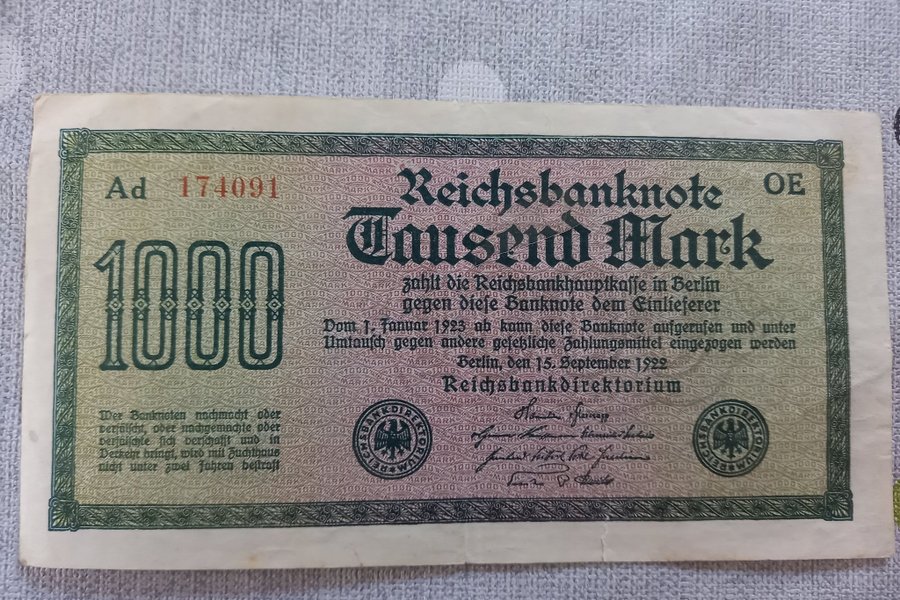 Ad 174091
OE
Reichsbanknote
Tausend Mark
1000
zahlt die Reichsbankhauptkasse in Berlin
gegen diese Banknote dem Einlieferer
Vom 1. Januar 1923 ab kann diese Banknote aufgerufen und unter
Umtausch gegen andere gesetzliche Zahlungsmittel eingezogen werden
Berlin, den 15. September 1922
Reichsbankdirektorium
Wer Banknoten nachmacht oder
verfälscht, oder nachgemachte oder
verfälschte sich verschafft und in
Verkehr bringt, wird mit Zuchthaus
nicht unter zwei Jahren bestraft
REICHSBANKDIREKTORIUM
REICHSBANKDIREKTORIUM